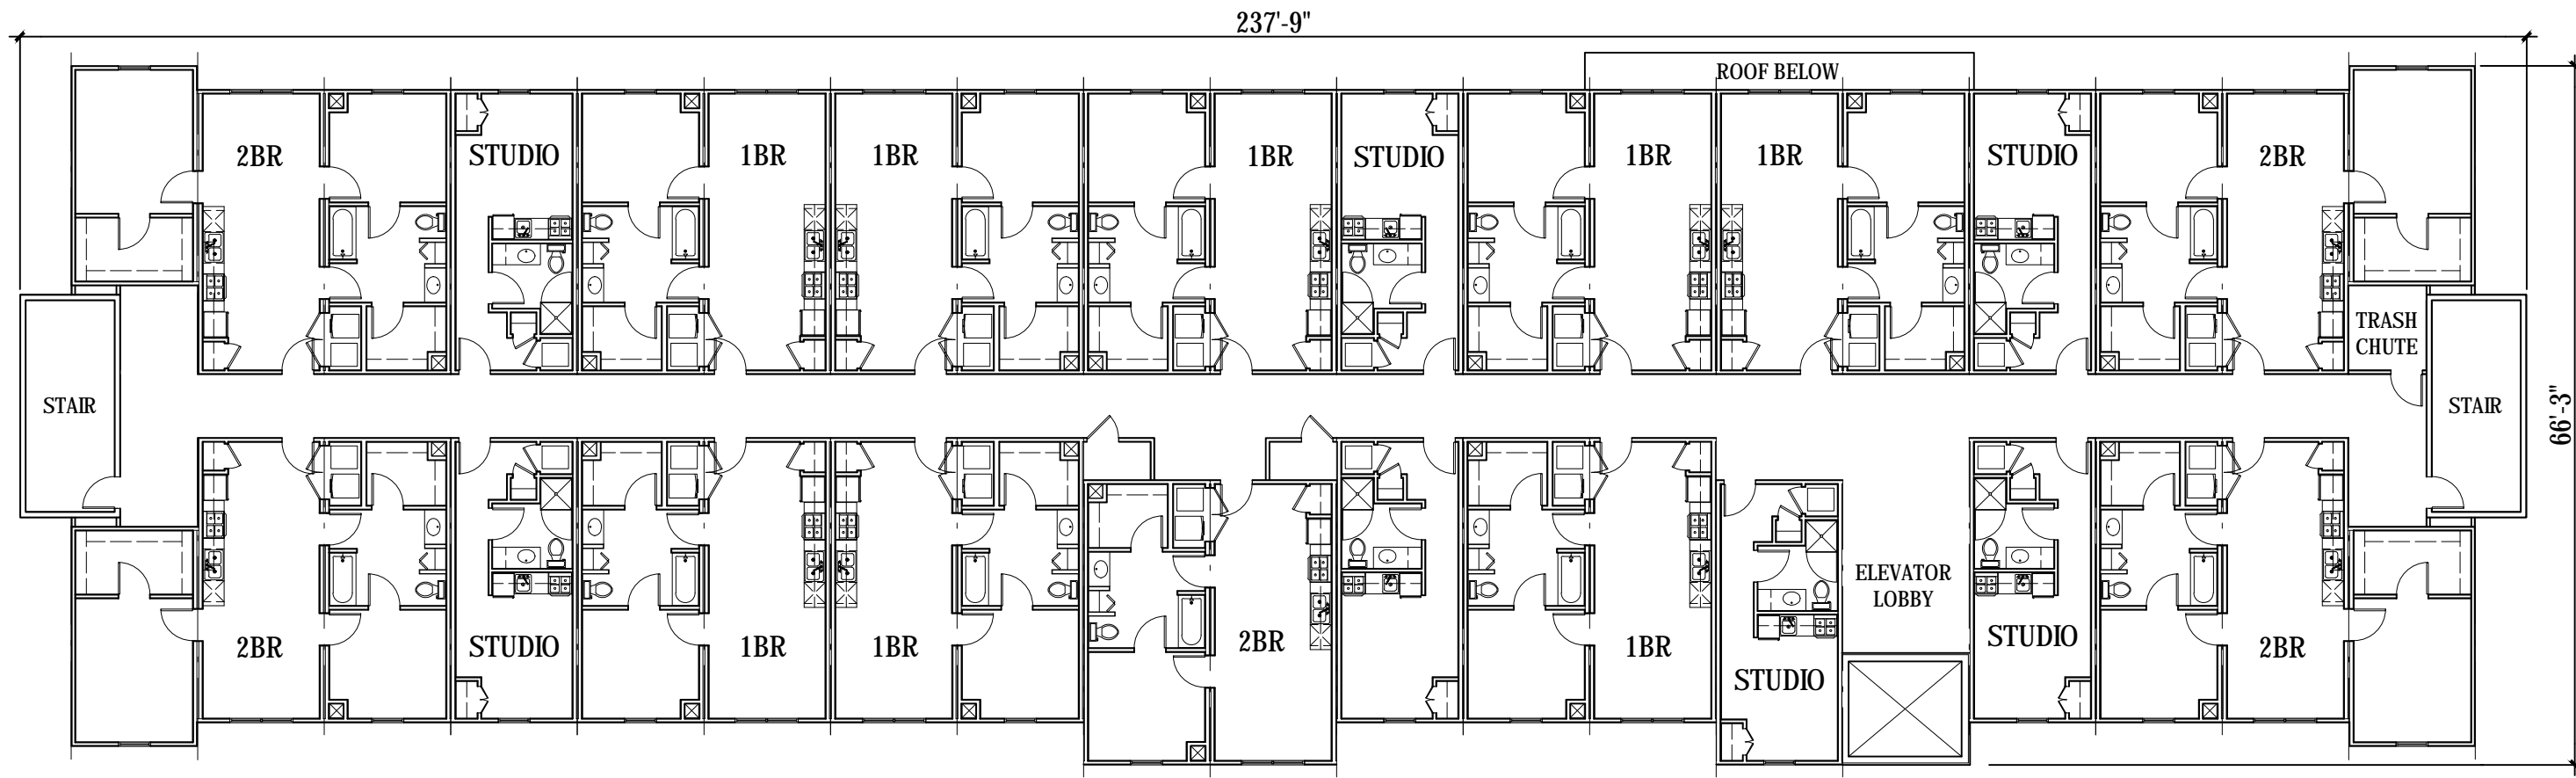 237'-9"
ROOF BELOW
2BR
STUDIO
1BR
1BR
1BR
STUDIO
1BR
1BR
STUDIO
2BR
TRASH
CHUTE
STAIR
STAIR
66'-3"
ELEVATOR
LOBBY
2BR
STUDIO
1BR
1BR
2BR
1BR
STUDIO
STUDIO
2BR